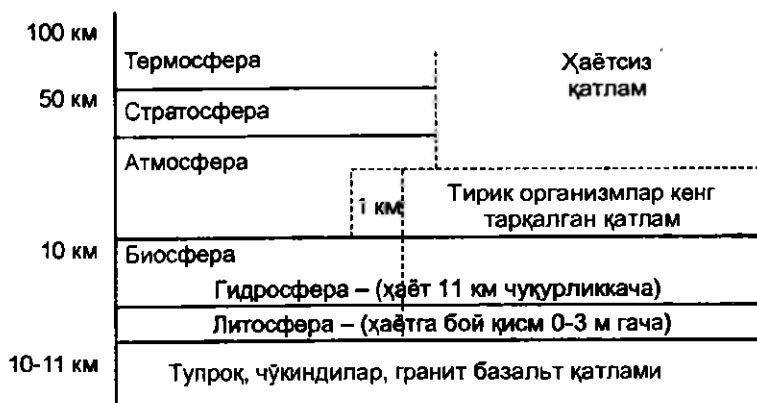 100 км
Термосфера
Ҳаётсиз
қатлам
50 км
Стратосфера
Атмосфера
1 км
Тирик организмлар кенг
тарқалган қатлам
10 км
Биосфера
Гидросфера – (ҳаёт 11 км чуқурликкача)
Литосфера – (ҳаётга бой қисм 0-3 м гача)
10-11 км
Тупроқ, чўкиндилар, гранит базальт қатлами